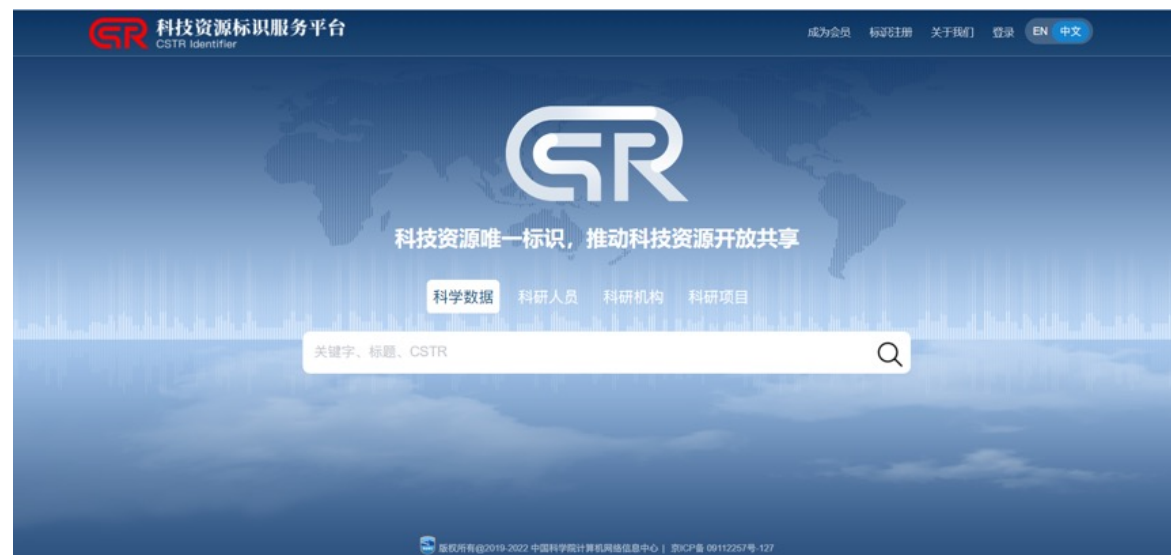 科技资源标识服务平台
CSTR Identifier
成为会员 标识注册 关于我们 登录 EN 中文
科技资源唯一标识，推动科技资源开放共享
科学数据 科研人员 科研机构 科研项目
关键字、标题、CSTR
版权所有@2019-2022 中国科学院计算机网络信息中心 | 京ICP备 09112257号-127